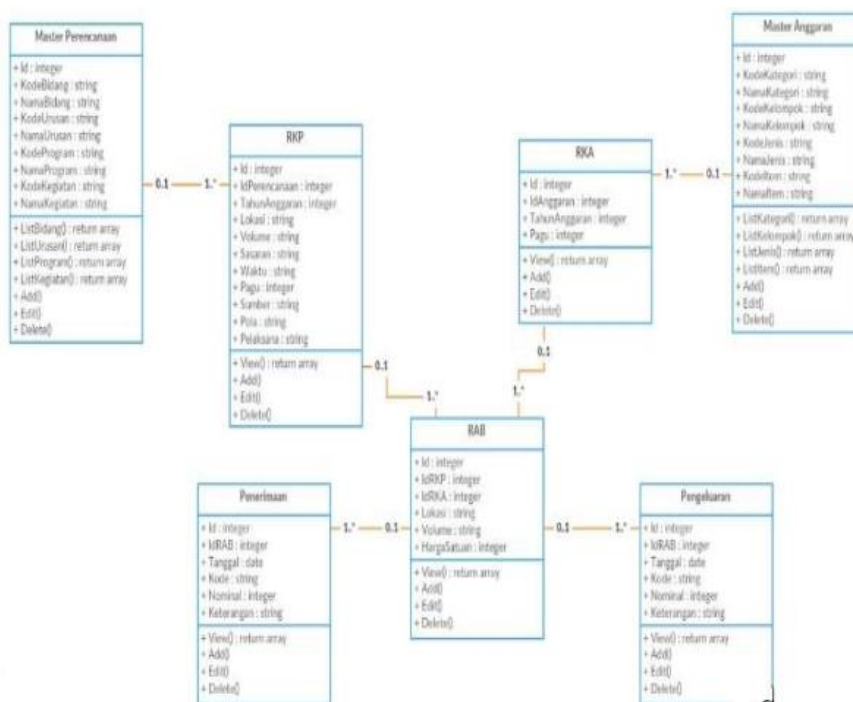 Master Perencanaan
+ Id : integer
+ KodeBidang : string
+ NamaBidang : string
+ KodeUrusan : string
+ NamaUrusan : string
+ KodeProgram : string
+ NamaProgram : string
+ KodeKegiatan : string
+ NamaKegiatan : string
+ ListBidang() : return array
+ ListUrusan() : return array
+ ListProgram() : return array
+ ListKegiatan() : return array
+ Add()
+ Edit()
+ Delete()
0.1
1..*
RKP
+ Id : integer
+ IdPerencanaan : integer
+ TahunAnggaran : integer
+ Lokasi : string
+ Volume : string
+ Sasaran : string
+ Waktu : string
+ Pagu : integer
+ Sumber : string
+ Pola : string
+ Pelaksana : string
+ View() : return array
+ Add()
+ Edit()
+ Delete()
0.1
1..*
RKA
+ Id : integer
+ IdAnggaran : integer
+ TahunAnggaran : integer
+ Pagu : integer
+ View() : return array
+ Add()
+ Edit()
+ Delete()
1..*
0.1
Master Anggaran
+ Id : integer
+ KodeKategori : string
+ NamaKategori : string
+ KodeKelompok : string
+ NamaKelompok : string
+ KodeJenis : string
+ NamaJenis : string
+ KodeItem : string
+ NamaItem : string
+ ListKategori() : return array
+ ListKelompok() : return array
+ ListJenis() : return array
+ ListItem() : return array
+ Add()
+ Edit()
+ Delete()
0.1
1..*
RAB
+ Id : integer
+ IdRKP : integer
+ IdRKA : integer
+ Lokasi : string
+ Volume : string
+ HargaSatuan : integer
+ View() : return array
+ Add()
+ Edit()
+ Delete()
Penerimaan
+ Id : integer
+ IdRAB : integer
+ Tanggal : date
+ Kode : string
+ Nominal : integer
+ Keterangan : string
+ View() : return array
+ Add()
+ Edit()
+ Delete()
1..*
0.1
0.1
1..*
Pengeluaran
+ Id : integer
+ IdRAB : integer
+ Tanggal : date
+ Kode : string
+ Nominal : integer
+ Keterangan : string
+ View() : return array
+ Add()
+ Edit()
+ Delete()